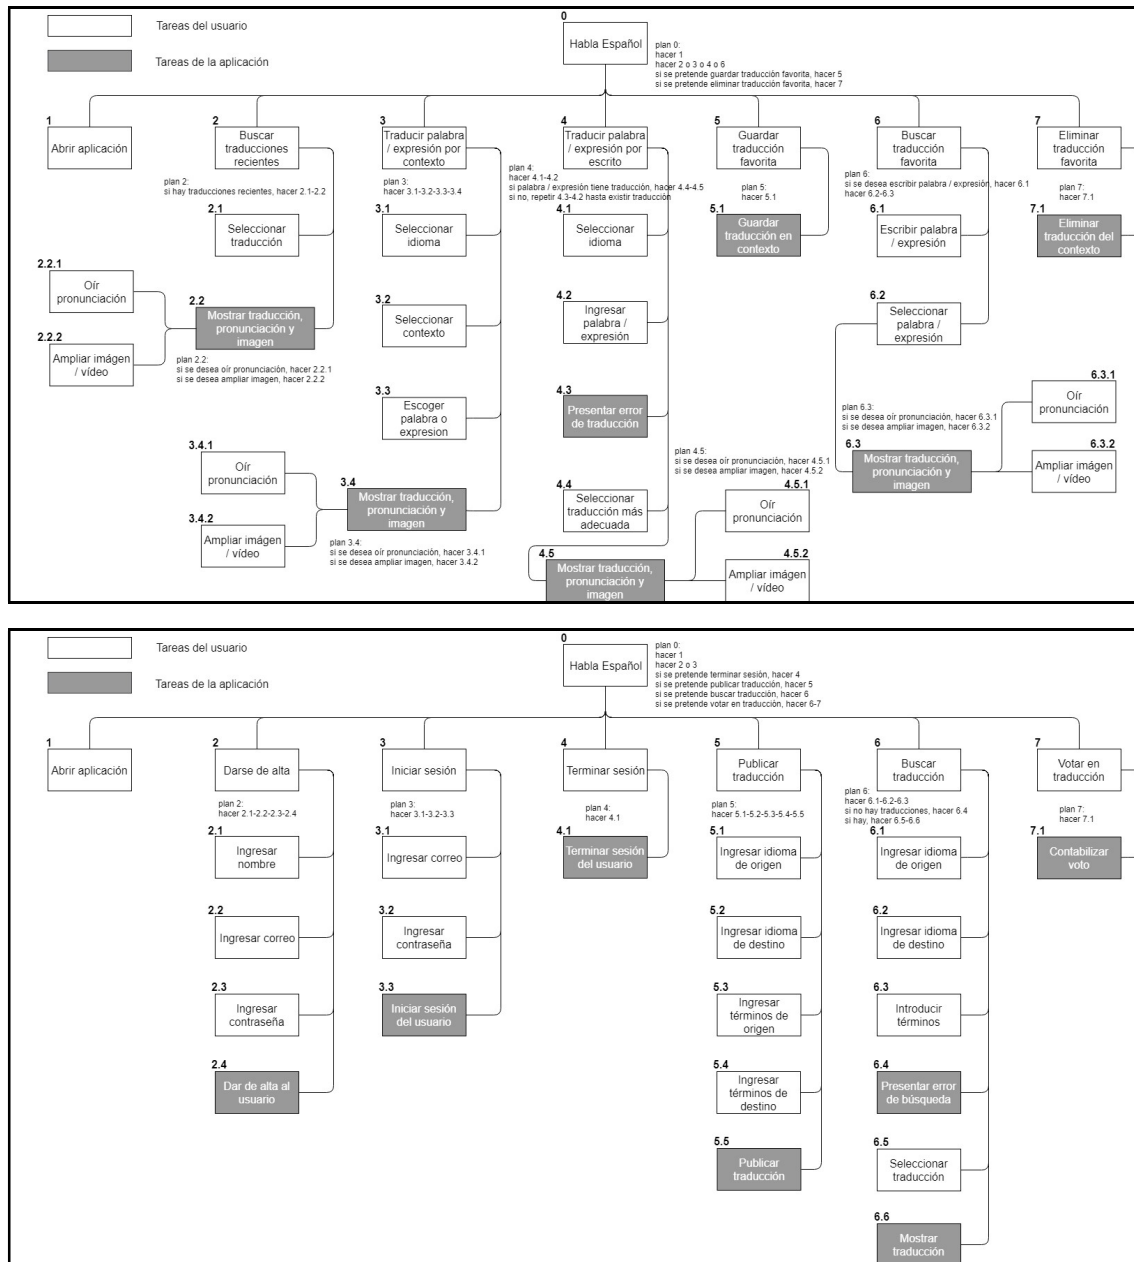 Tareas del usuario
Tareas de la aplicación
0
Habla Español
plan 0:
hacer 1
hacer 2 o 3 o 4 o 6
si se pretende guardar traducción favorita, hacer 5
si se pretende eliminar traducción favorita, hacer 7
1
Abrir aplicación
2
Buscar
traducciones
recientes
3
Traducir palabra
/ expresión por
contexto
4
Traducir palabra
/ expresión por
escrito
5
Guardar
traducción
favorita
6
Buscar
traducción
favorita
7
Eliminar
traducción
favorita
plan 2:
si hay traducciones recientes, hacer 2.1-2.2
2.1
Seleccionar
traducción
2.2
Mostrar traducción,
pronunciación y
imagen
2.2.1
Oír
pronunciación
2.2.2
Ampliar imágen
/ vídeo
plan 2.2:
si se desea oír pronunciación, hacer 2.2.1
si se desea ampliar imagen, hacer 2.2.2
plan 3:
hacer 3.1-3.2-3.3-3.4
3.1
Seleccionar
idioma
3.2
Seleccionar
contexto
3.3
Escoger
palabra o
expresion
3.4
Mostrar traducción,
pronunciación y
imagen
3.4.1
Oír
pronunciación
3.4.2
Ampliar imágen
/ vídeo
plan 3.4:
si se desea oír pronunciación, hacer 3.4.1
si se desea ampliar imagen, hacer 3.4.2
plan 4:
hacer 4.1-4.2
si palabra / expresión tiene traducción, hacer 4.4-4.5
si no, repetir 4.3-4.2 hasta existir traducción
4.1
Seleccionar
idioma
4.2
Ingresar
palabra /
expresión
4.3
Presentar error
de traducción
4.4
Seleccionar
traducción más
adecuada
4.5
Mostrar traducción,
pronunciación y
imagen
plan 4.5:
si se desea oír pronunciación, hacer 4.5.1
si se desea ampliar imagen, hacer 4.5.2
4.5.1
Oír
pronunciación
4.5.2
Ampliar imágen
/ vídeo
plan 5:
hacer 5.1
5.1
Guardar
traducción en
contexto
plan 6:
si se desea escribir palabra / expresión, hacer 6.1
hacer 6.2-6.3
6.1
Escribir palabra
/ expresión
6.2
Seleccionar
palabra /
expresión
plan 6.3:
si se desea oír pronunciación, hacer 6.3.1
si se desea ampliar imagen, hacer 6.3.2
6.3
Mostrar traducción,
pronunciación y
imagen
6.3.1
Oír
pronunciación
6.3.2
Ampliar imágen
/ vídeo
plan 7:
hacer 7.1
7.1
Eliminar
traducción del
contexto
Tareas del usuario
Tareas de la aplicación
0
Habla Español
plan 0:
hacer 1
hacer 2 o 3
si se pretende terminar sesión, hacer 4
si se pretende publicar traducción, hacer 5
si se pretende buscar traducción, hacer 6
si se pretende votar en traducción, hacer 6-7
1
Abrir aplicación
2
Darse de alta
3
Iniciar sesión
4
Terminar sesión
5
Publicar
traducción
6
Buscar
traducción
7
Votar en
traducción
plan 2:
hacer 2.1-2.2-2.3-2.4
2.1
Ingresar
nombre
2.2
Ingresar correo
2.3
Ingresar
contraseña
2.4
Dar de alta al
usuario
plan 3:
hacer 3.1-3.2-3.3
3.1
Ingresar correo
3.2
Ingresar
contraseña
3.3
Iniciar sesión
del usuario
plan 4:
hacer 4.1
4.1
Terminar sesión
del usuario
plan 5:
hacer 5.1-5.2-5.3-5.4-5.5
5.1
Ingresar idioma
de origen
5.2
Ingresar idioma
de destino
5.3
Ingresar
términos de
origen
5.4
Ingresar
términos de
destino
5.5
Publicar
traducción
plan 6:
hacer 6.1-6.2-6.3
si no hay traducciones, hacer 6.4
si hay, hacer 6.5-6.6
6.1
Ingresar idioma
de origen
6.2
Ingresar idioma
de destino
6.3
Introducir
términos
6.4
Presentar error
de búsqueda
6.5
Seleccionar
traducción
6.6
Mostrar
traducción
plan 7:
hacer 7.1
7.1
Contabilizar
voto